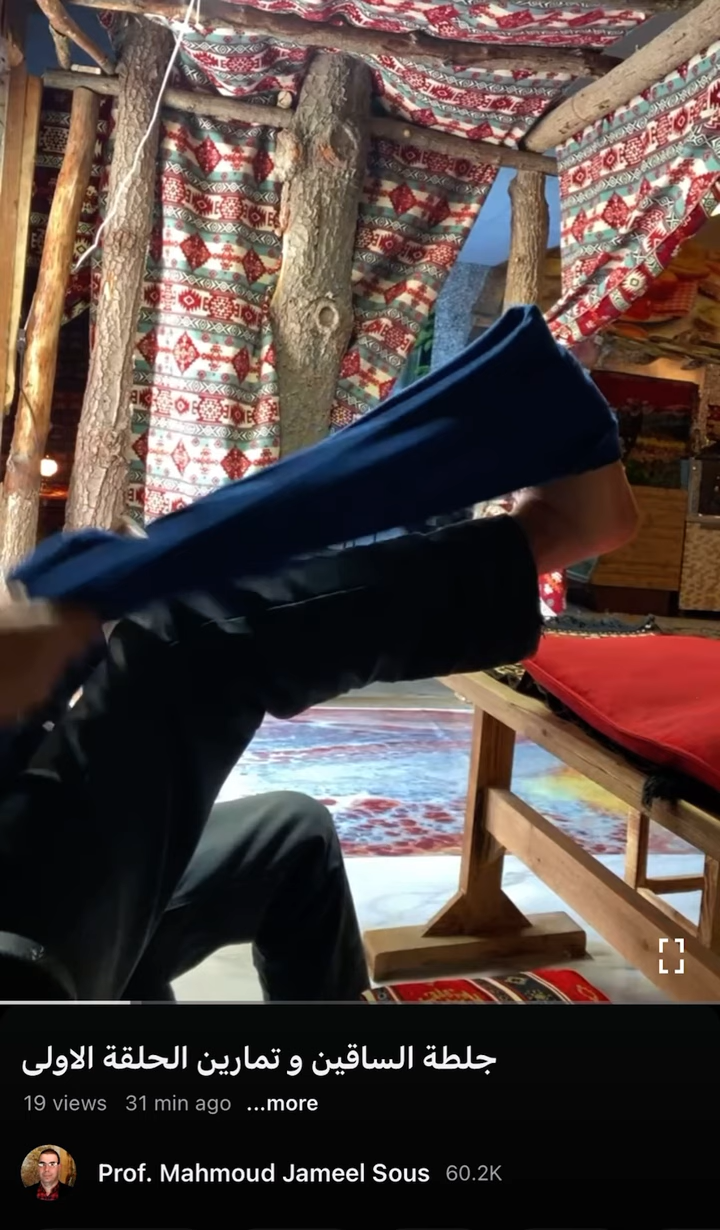 جلطة الساقين و تمارين الحلقة الاولى
19 views 31 min ago ...more
Prof. Mahmoud Jameel Sous 60.2K